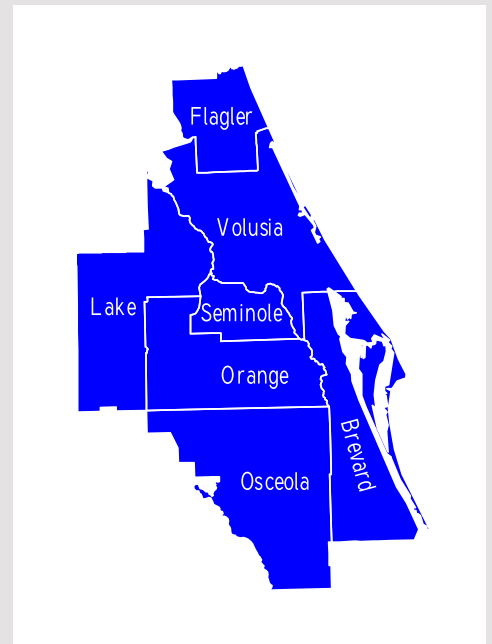 Flagler
Volusia
Lake
Seminole
Orange
Brevard
Osceola